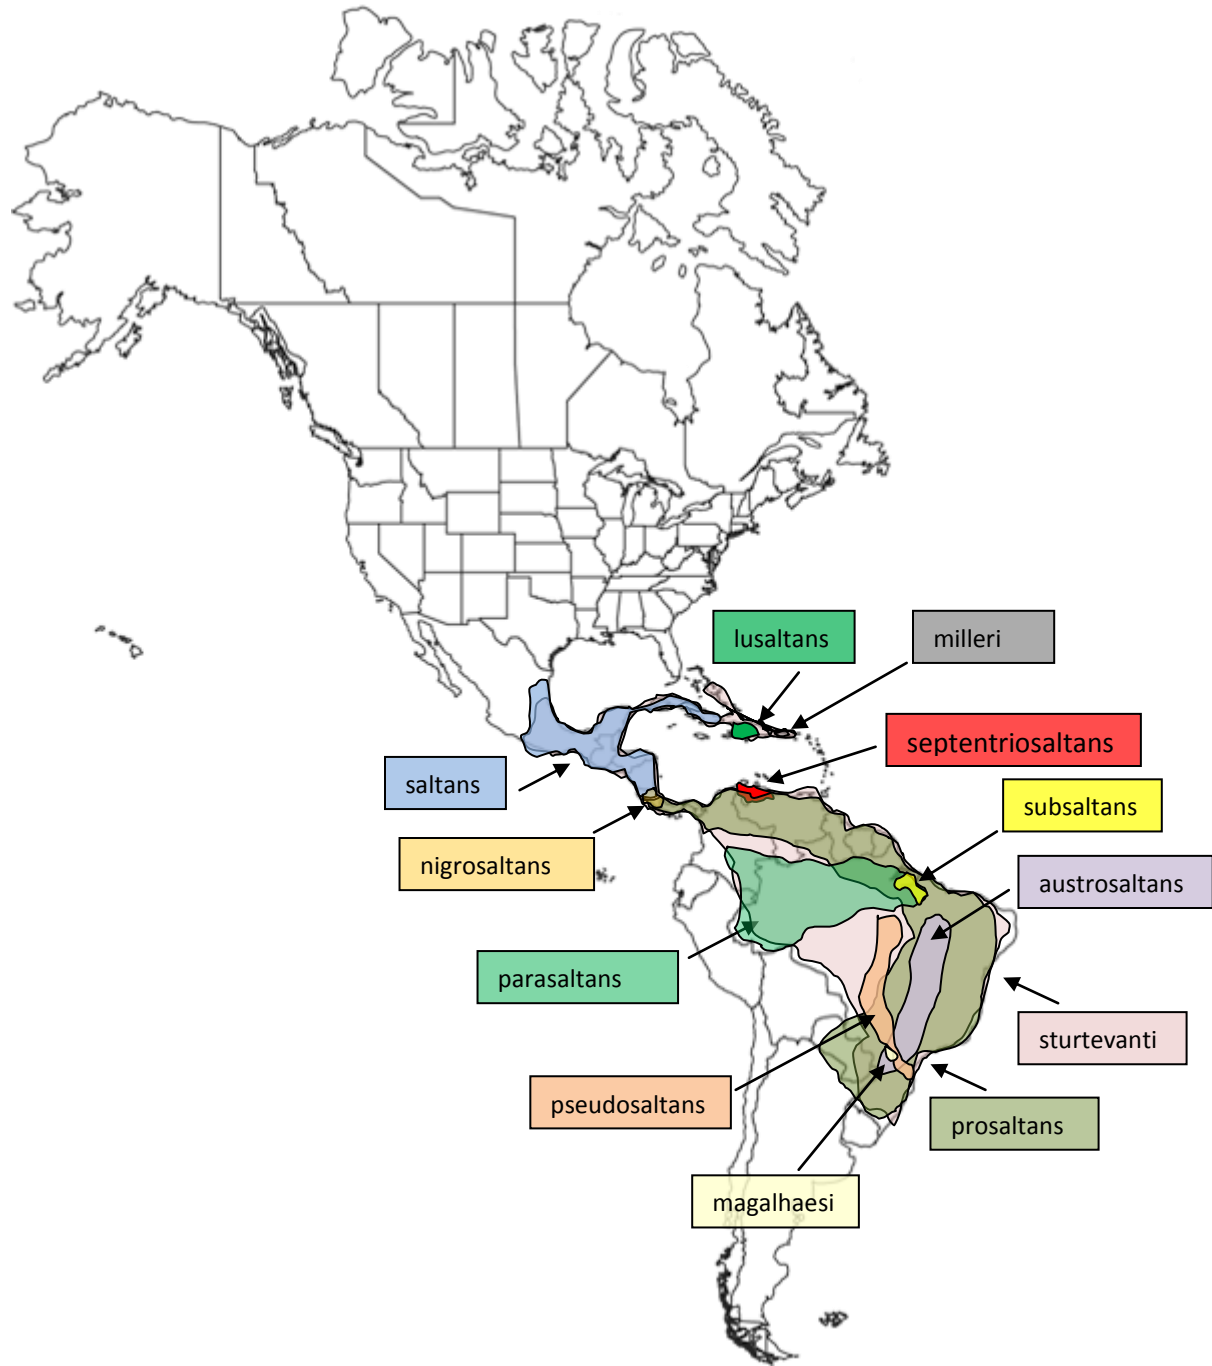 lusaltans
milleri
septentriosaltans
saltans
subsaltans
nigrosaltans
austrosaltans
parasaltans
sturtevanti
pseudosaltans
prosaltans
magalhaesi